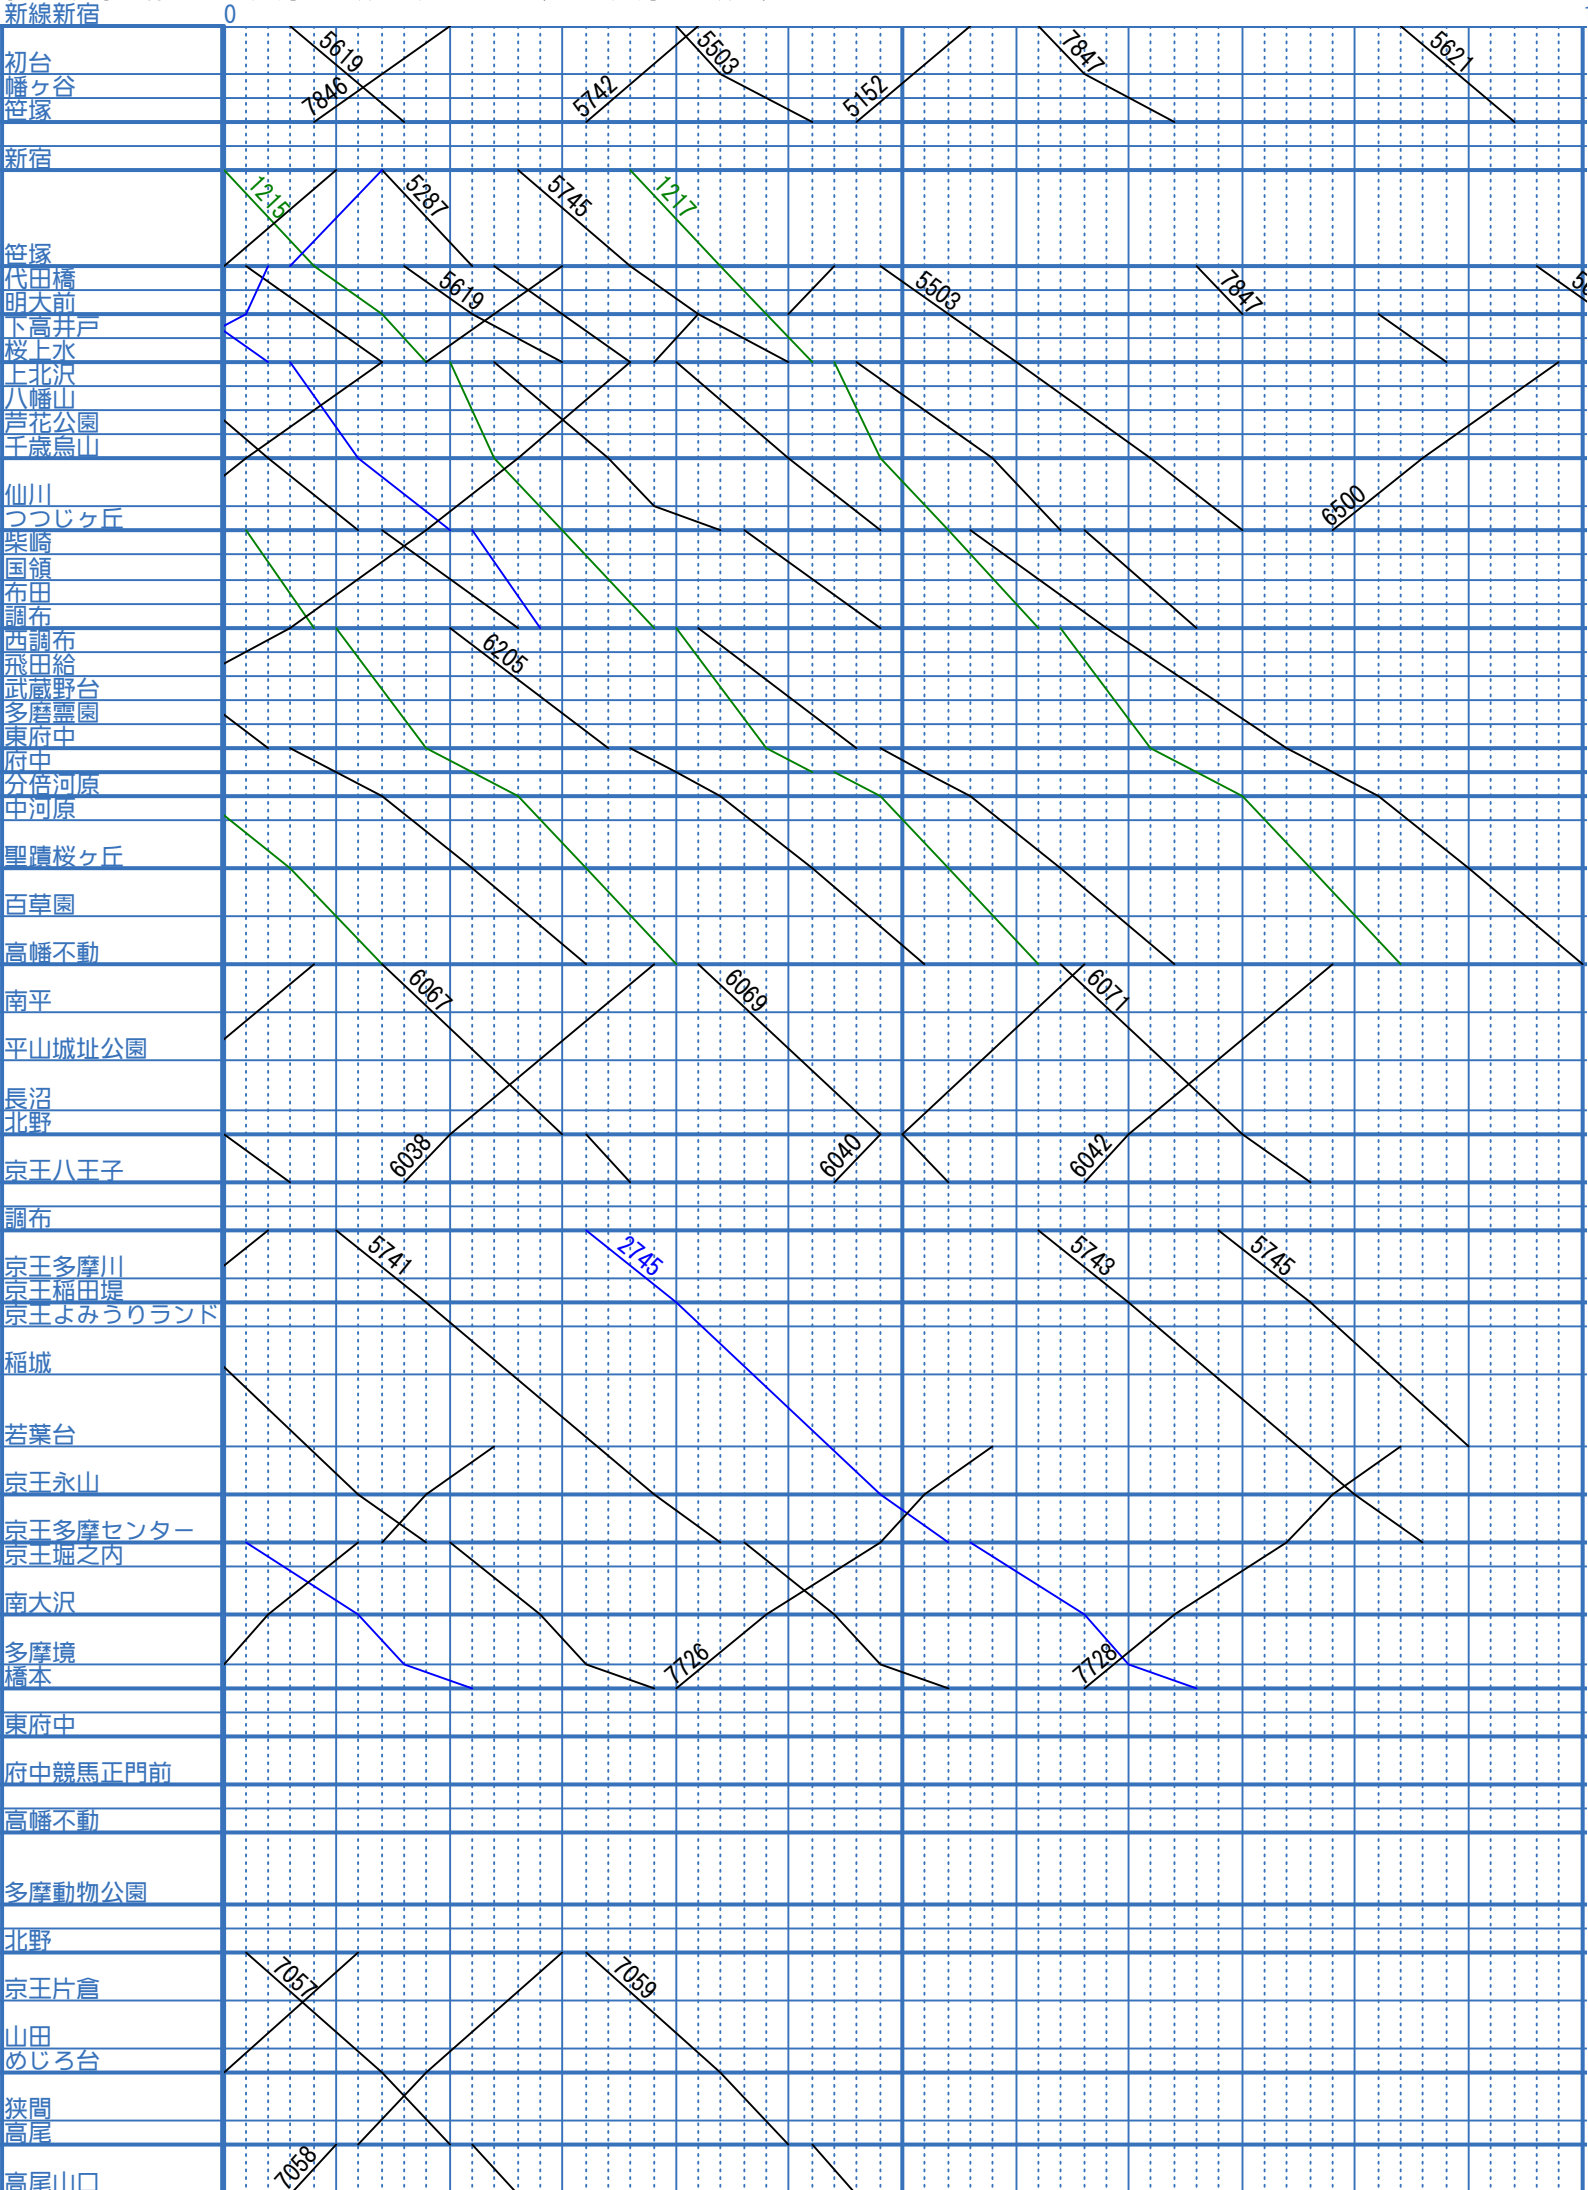 新線新宿 0
5619 5503 7847 5621
初台
幡ヶ谷
7846 5742 5152
笹塚
新宿
1215 5287 5745 1217
笹塚
代田橋
5619 5503 7847
明大前
下高井戸
桜上水
上北沢
八幡山
芦花公園
千歳烏山
仙川
6500
つつじヶ丘
柴崎
国領
布田
調布
西調布
6205
飛田給
武蔵野台
多磨霊園
東府中
府中
分倍河原
中河原
聖蹟桜ヶ丘
百草園
高幡不動
南平
6067 6069 6071
平山城址公園
長沼
北野
6038 6040 6042
京王八王子
調布
5741 2745 5743 5745
京王多摩川
京王稲田堤
京王よみうりランド
稲城
若葉台
京王永山
京王多摩センター
京王堀之内
南大沢
多摩境
7726 7728
橋本
東府中
府中競馬正門前
高幡不動
多摩動物公園
北野
7057 7059
京王片倉
山田
めじろ台
狭間
高尾
7058
高尾山口